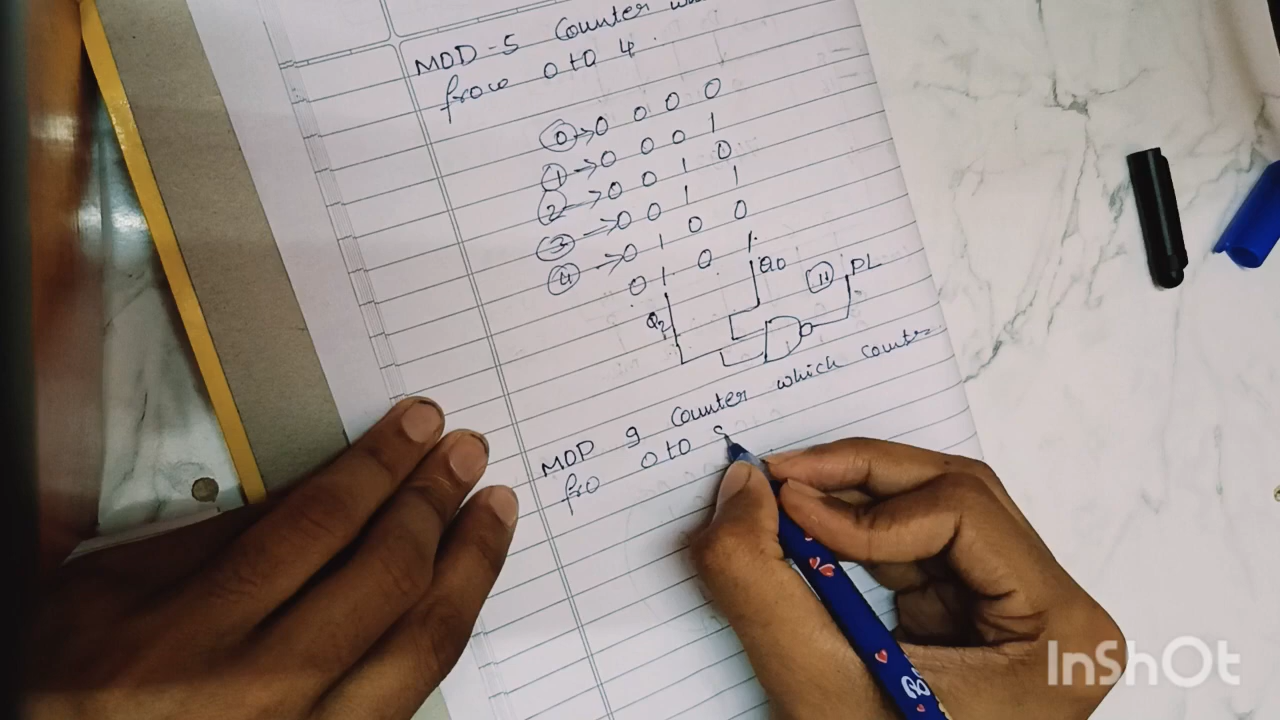 MOD-5 Counter
from 0 to 4.
0 → 0 0 0 0
1 → 0 0 0 1
2 → 0 0 1 0
3 → 0 0 1 1
4 → 0 1 0 0
0 1 0 1
Q2 Q0 11 PL
MOD 9 Counter which counts
fro 0 to
InShOt